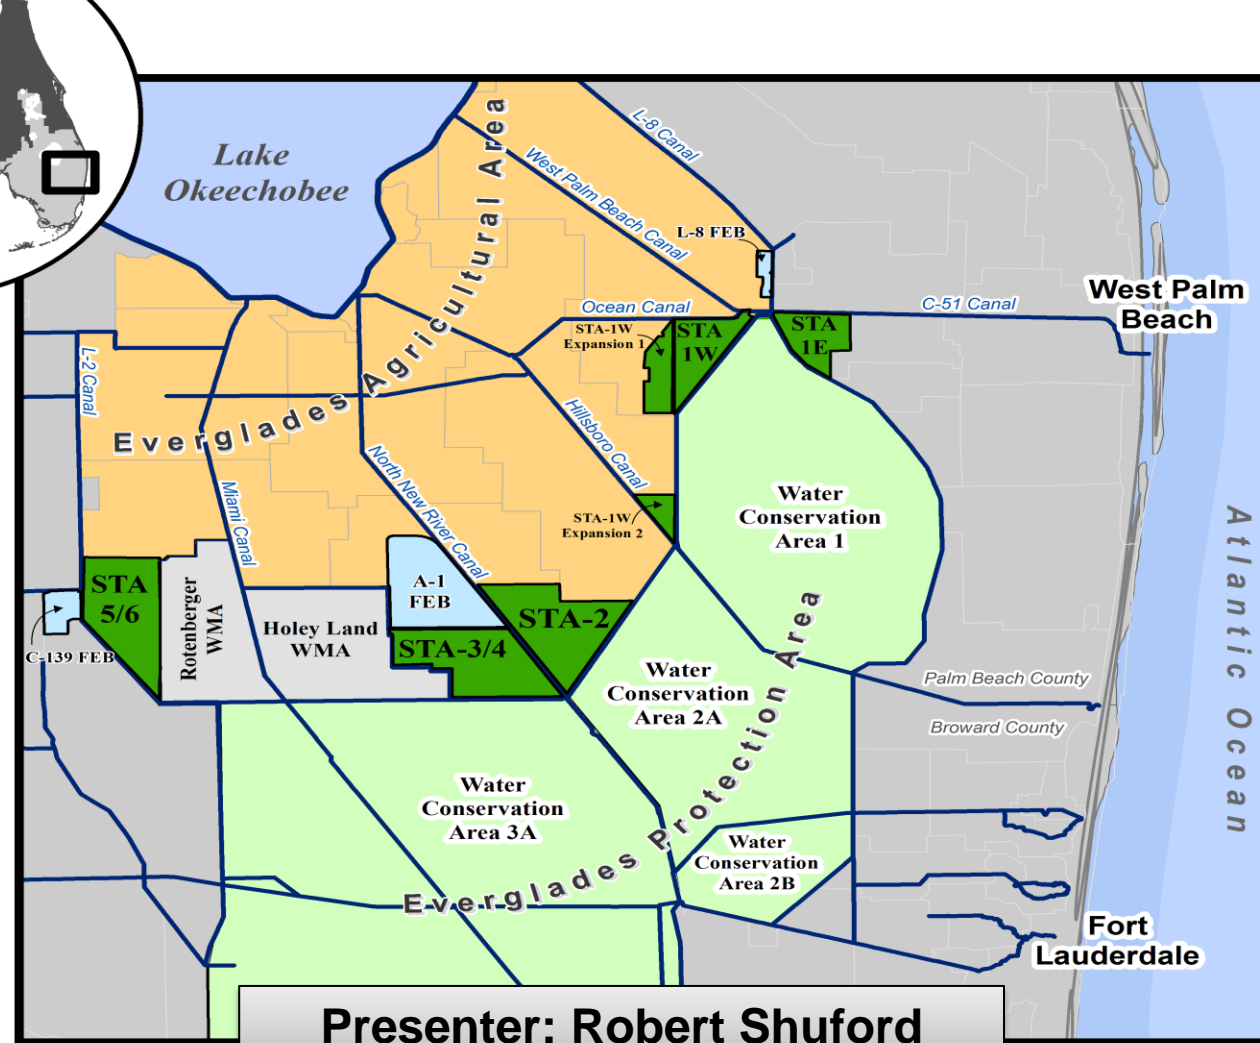 Lake
Okeechobee
L-8 Canal
West Palm Beach Canal
L-8 FEB
Everglades Agricultural Area
Ocean Canal
C-51 Canal
West Palm
Beach
STA-1W
Expansion 1
STA
1W
STA
1E
L-2 Canal
Hillsboro Canal
North New River Canal
Miami Canal
STA-1W
Expansion 2
Water
Conservation
Area 1
Atlantic Ocean
STA
5/6
Rotenberger
WMA
A-1
FEB
Holey Land
WMA
STA-3/4
STA-2
C-139 FEB
Water
Conservation
Area 2A
Palm Beach County
Broward County
Everglades Protection Area
Water
Conservation
Area 3A
Water
Conservation
Area 2B
Fort
Lauderdale
Presenter: Robert Shuford